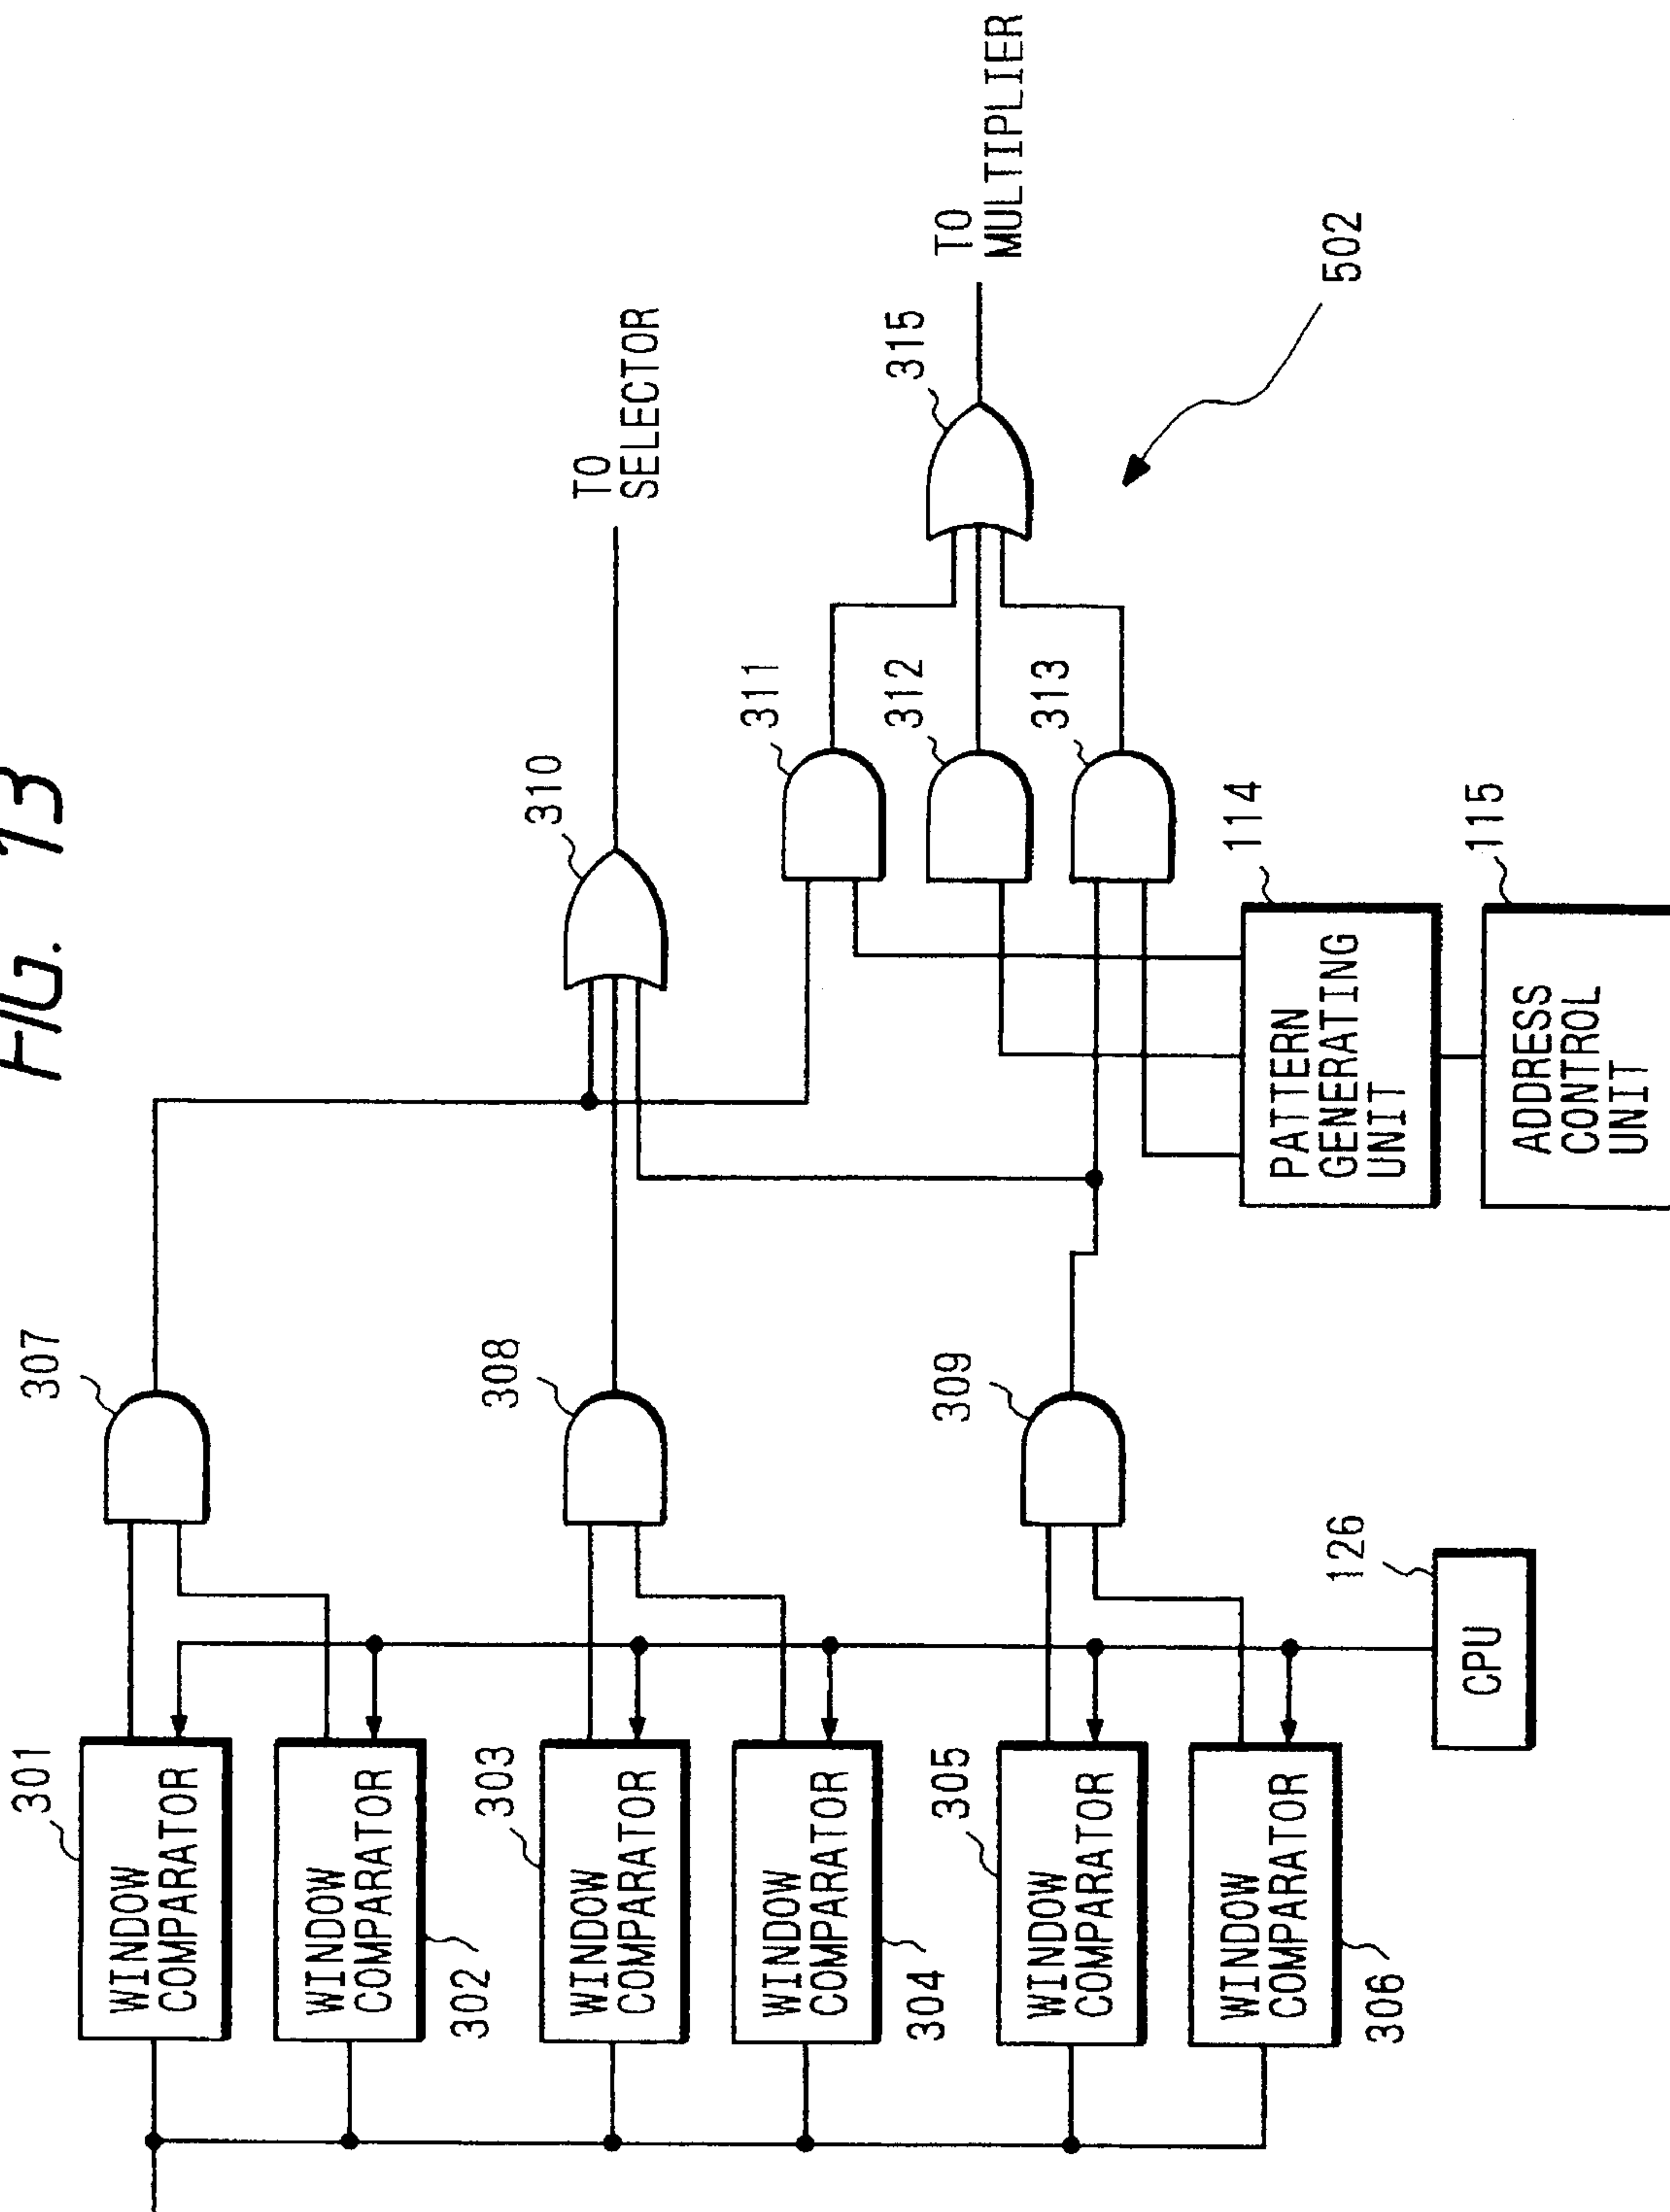 FIG. 13
301
WINDOW
COMPARATOR
WINDOW
COMPARATOR
302
303
WINDOW
COMPARATOR
WINDOW
COMPARATOR
304
305
WINDOW
COMPARATOR
WINDOW
COMPARATOR
306
307
308
309
126
CPU
310
TO
SELECTOR
311
312
313
114
PATTERN
GENERATING
UNIT
115
ADDRESS
CONTROL
UNIT
315
TO
MULTIPLIER
502